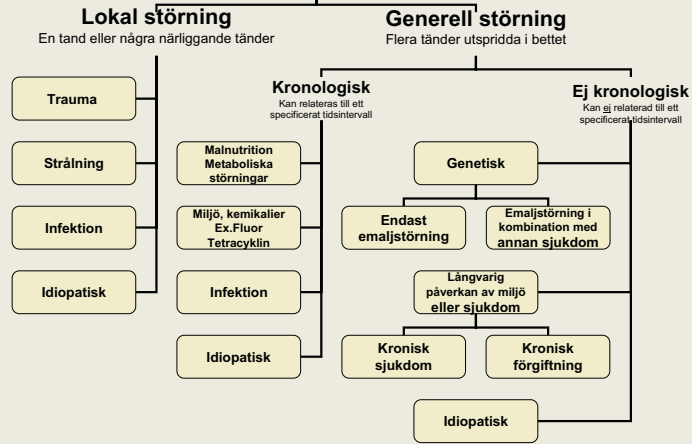 Lokal störning
En tand eller några närliggande tänder
Trauma
Strålning
Infektion
Idiopatisk
Generell störning
Flera tänder utspridda i bettet
Kronologisk
Kan relateras till ett
specificerat tidsintervall
Malnutrition
Metaboliska
störningar
Miljö, kemikalier
Ex.Fluor
Tetracyklin
Infektion
Idiopatisk
Ej kronologisk
Kan ej relaterad till ett
specificerat tidsintervall
Genetisk
Endast
emaljstörning
Emaljstörning i
kombination med
annan sjukdom
Långvarig
påverkan av miljö
eller sjukdom
Kronisk
sjukdom
Kronisk
förgiftning
Idiopatisk